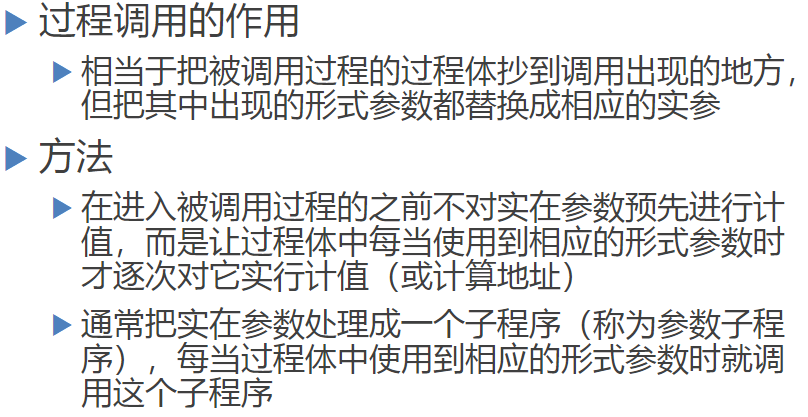 过程调用的作用
相当于把被调用过程的过程体抄到调用出现的地方，
但把其中出现的形式参数都替换成相应的实参
方法
在进入被调用过程的之前不对实在参数预先进行计
值，而是让过程体中每当使用到相应的形式参数时
才逐次对它实行计值（或计算地址）
通常把实在参数处理成一个子程序（称为参数子程
序），每当过程体中使用到相应的形式参数时就调
用这个子程序